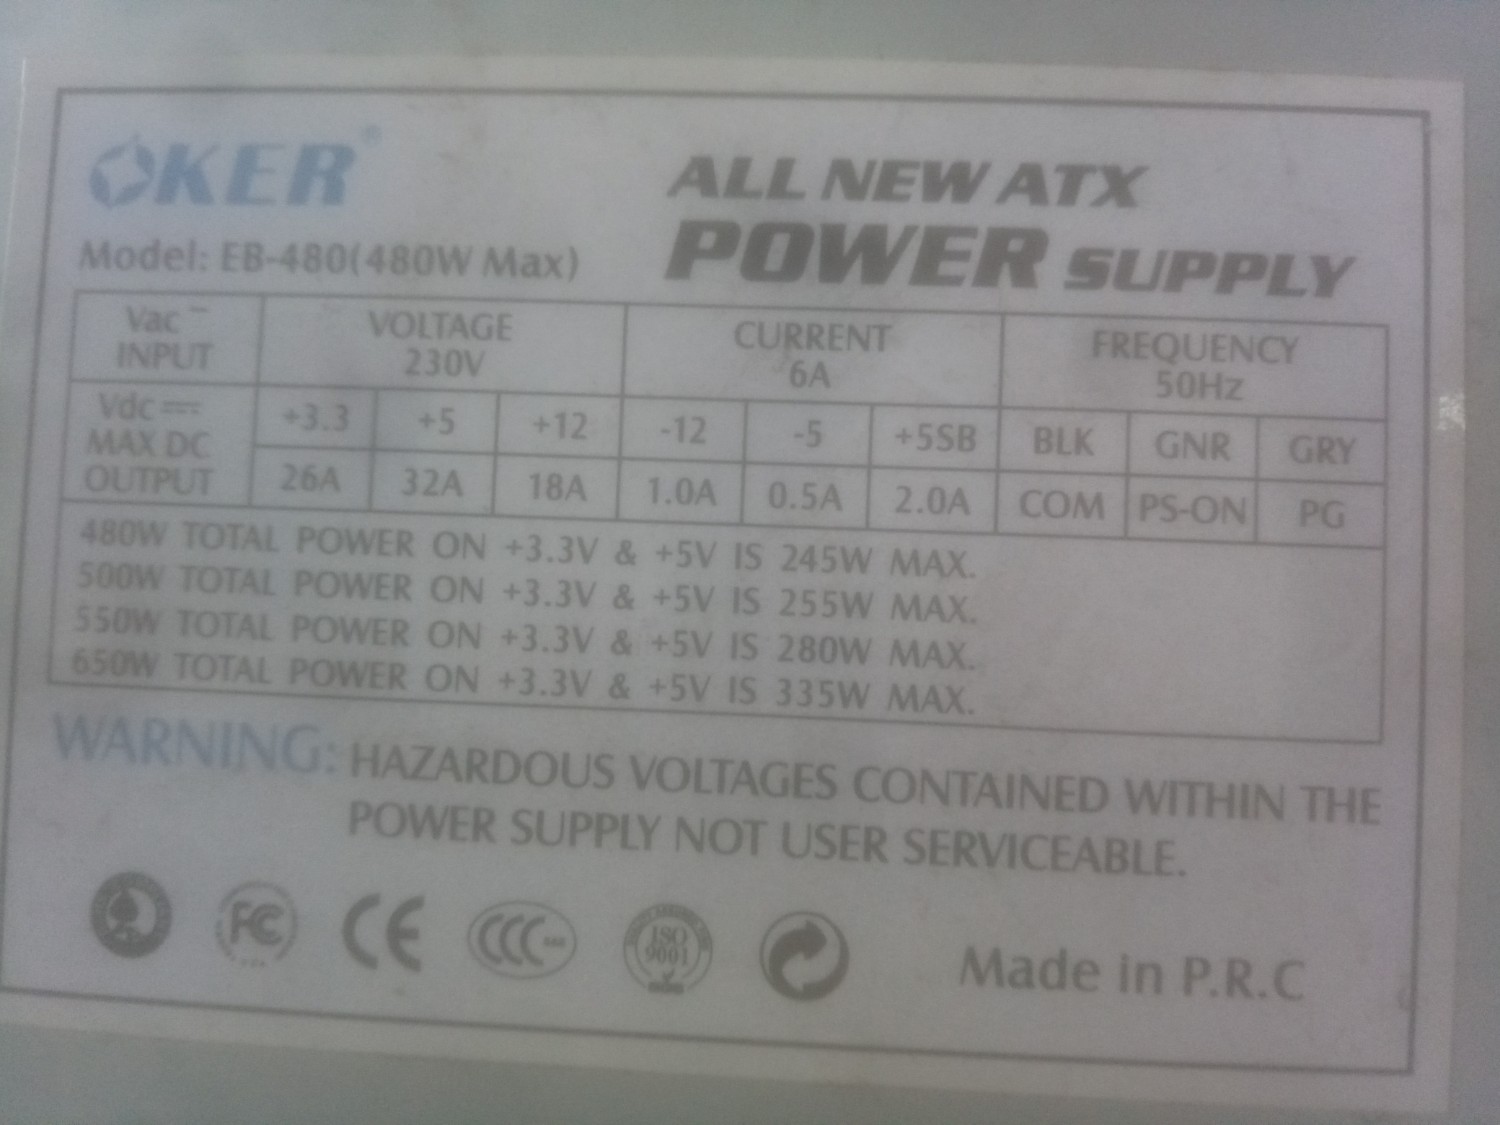 OKER®
ALL NEW ATX
POWER SUPPLY
Model: EB-480(480W Max)
Vac ~ INPUT VOLTAGE 230V CURRENT 6A FREQUENCY 50Hz
Vdc MAX DC OUTPUT
+3.3 +5 +12 -12 -5 +5SB BLK GNR GRY
26A 32A 18A 1.0A 0.5A 2.0A COM PS-ON PG
480W TOTAL POWER ON +3.3V & +5V IS 245W MAX.
500W TOTAL POWER ON +3.3V & +5V IS 255W MAX.
550W TOTAL POWER ON +3.3V & +5V IS 280W MAX.
650W TOTAL POWER ON +3.3V & +5V IS 335W MAX.
WARNING: HAZARDOUS VOLTAGES CONTAINED WITHIN THE
POWER SUPPLY NOT USER SERVICEABLE.
FC CE CCC ISO 9001 Made in P.R.C